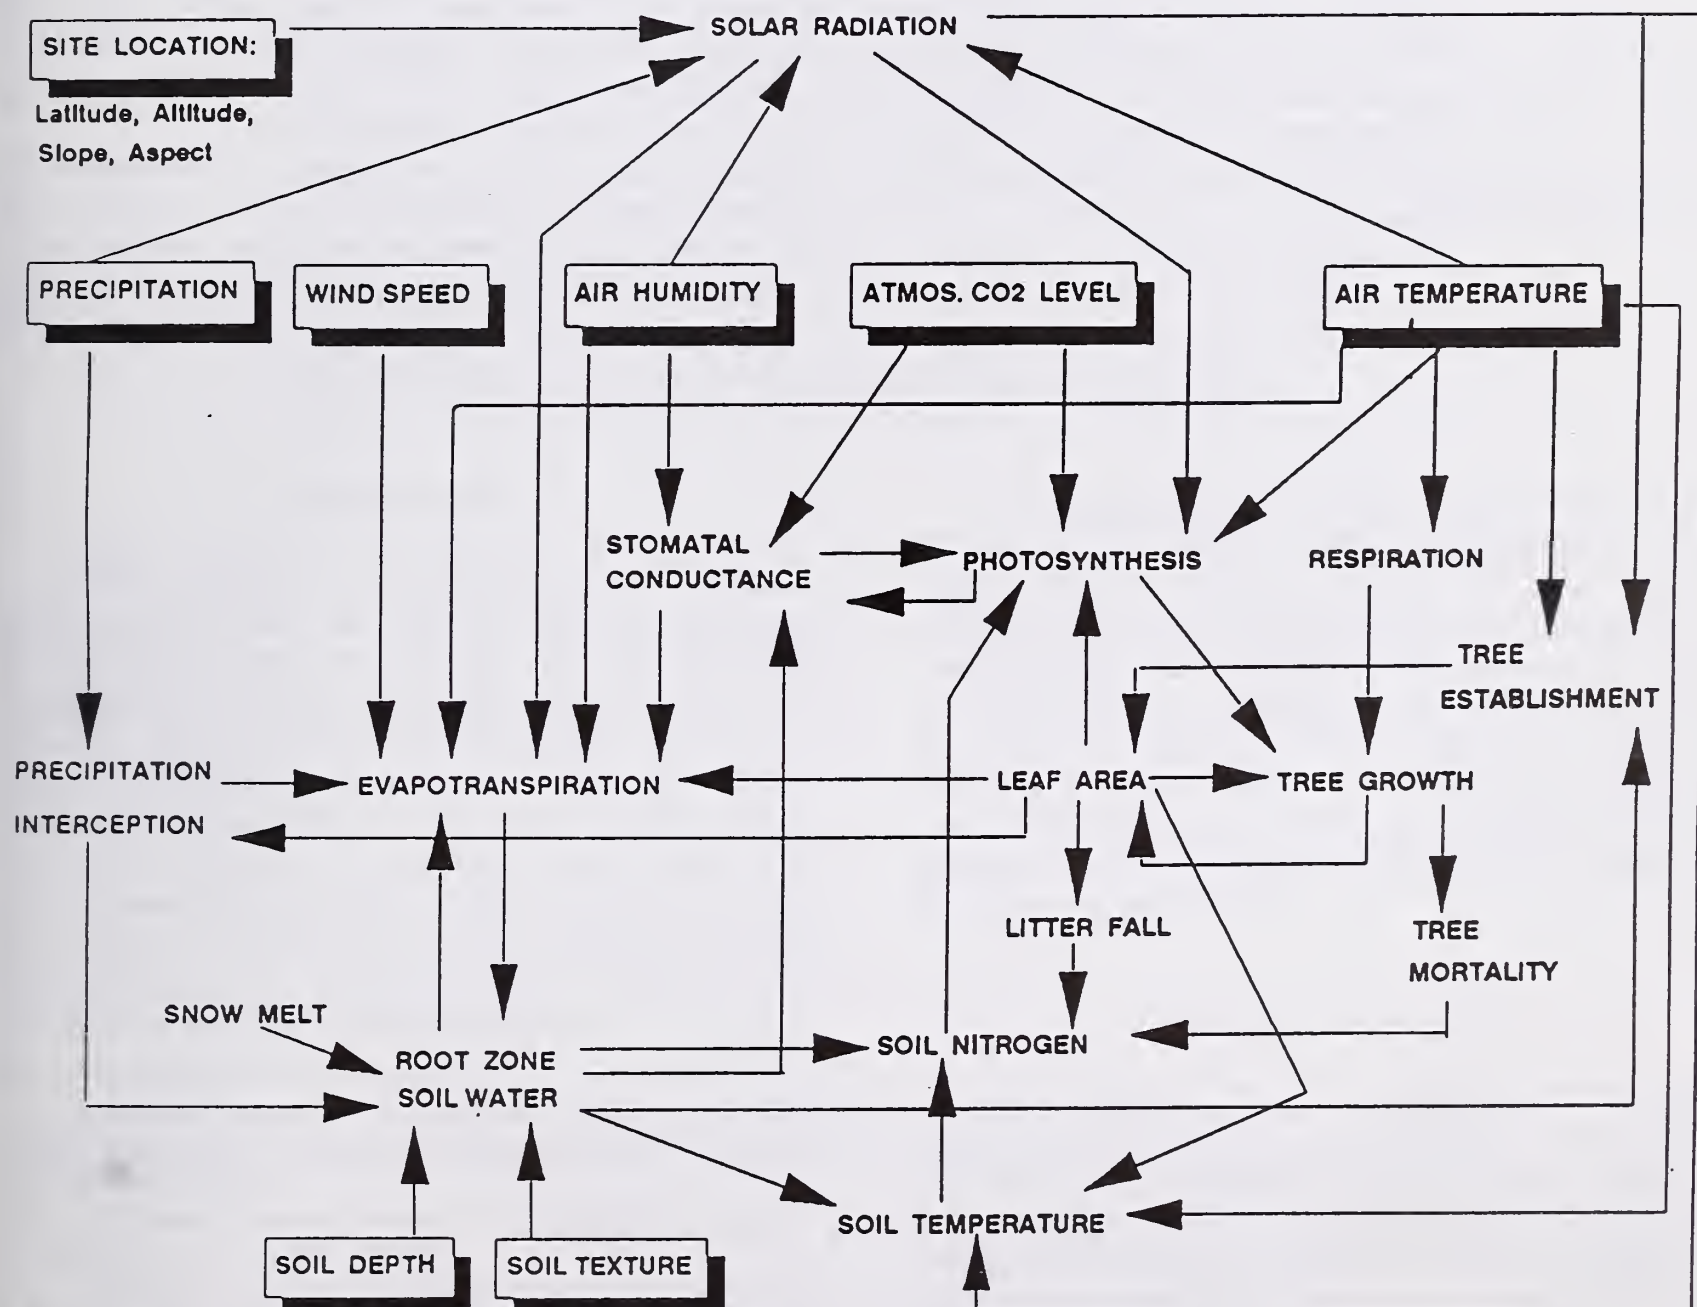 SOLAR RADIATION
SITE LOCATION:
Latitude, Altitude,
Slope, Aspect
PRECIPITATION
WIND SPEED
AIR HUMIDITY
ATMOS. CO2 LEVEL
AIR TEMPERATURE
STOMATAL
CONDUCTANCE
PHOTOSYNTHESIS
RESPIRATION
TREE
ESTABLISHMENT
PRECIPITATION
INTERCEPTION
EVAPOTRANSPIRATION
LEAF AREA
TREE GROWTH
LITTER FALL
TREE
MORTALITY
SNOW MELT
ROOT ZONE
SOIL WATER
SOIL NITROGEN
SOIL TEMPERATURE
SOIL DEPTH
SOIL TEXTURE